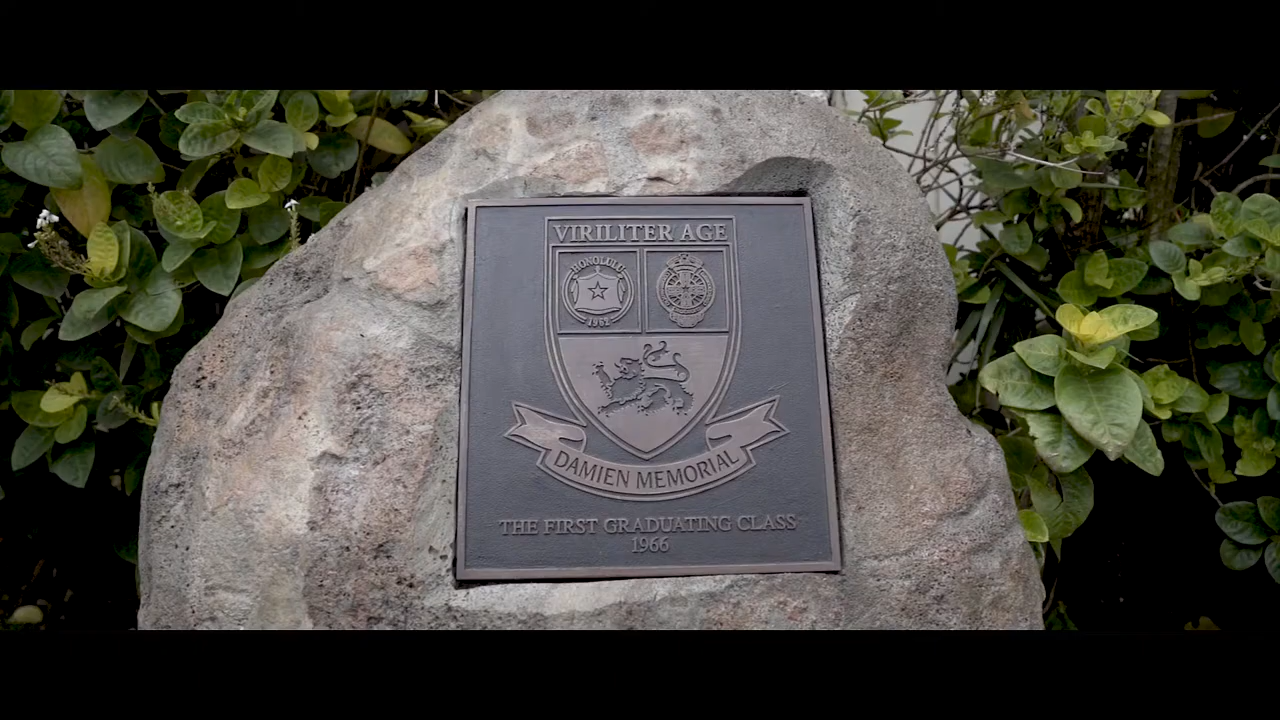 VIRILITER AGE
HONOLULU
1962
DAMIEN MEMORIAL
THE FIRST GRADUATING CLASS
1966